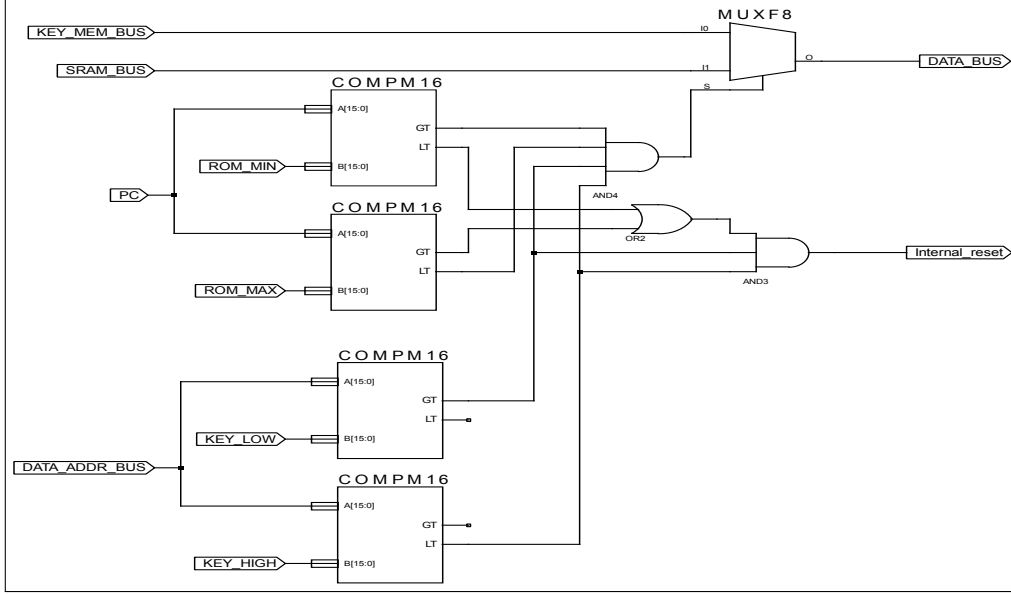 MUXF8
KEY_MEM_BUS
I0
SRAM_BUS
I1
O
DATA_BUS
S
COMPM16
A[15:0]
GT
LT
ROM_MIN
B[15:0]
AND4
PC
COMPM16
A[15:0]
GT
LT
OR2
Internal_reset
ROM_MAX
B[15:0]
AND3
COMPM16
A[15:0]
GT
LT
KEY_LOW
B[15:0]
DATA_ADDR_BUS
COMPM16
A[15:0]
GT
LT
KEY_HIGH
B[15:0]